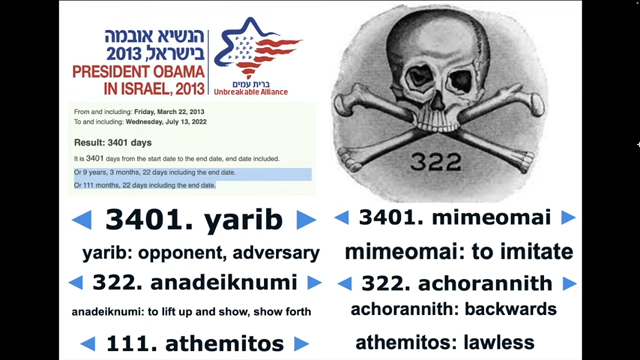 הנשיא אובמה
בישראל, 2013
PRESIDENT OBAMA
IN ISRAEL, 2013
ברית עמים
Unbreakable Alliance
From and including: Friday, March 22, 2013
To and including: Wednesday, July 13, 2022
Result: 3401 days
It is 3401 days from the start date to the end date, end date included.
Or 9 years, 3 months, 22 days including the end date.
Or 111 months, 22 days including the end date.
322
3401. yarib
yarib: opponent, adversary
322. anadeiknumi
anadeiknumi: to lift up and show, show forth
111. athemitos
3401. mimeomai
mimeomai: to imitate
322. achorannith
achorannith: backwards
athemitos: lawless